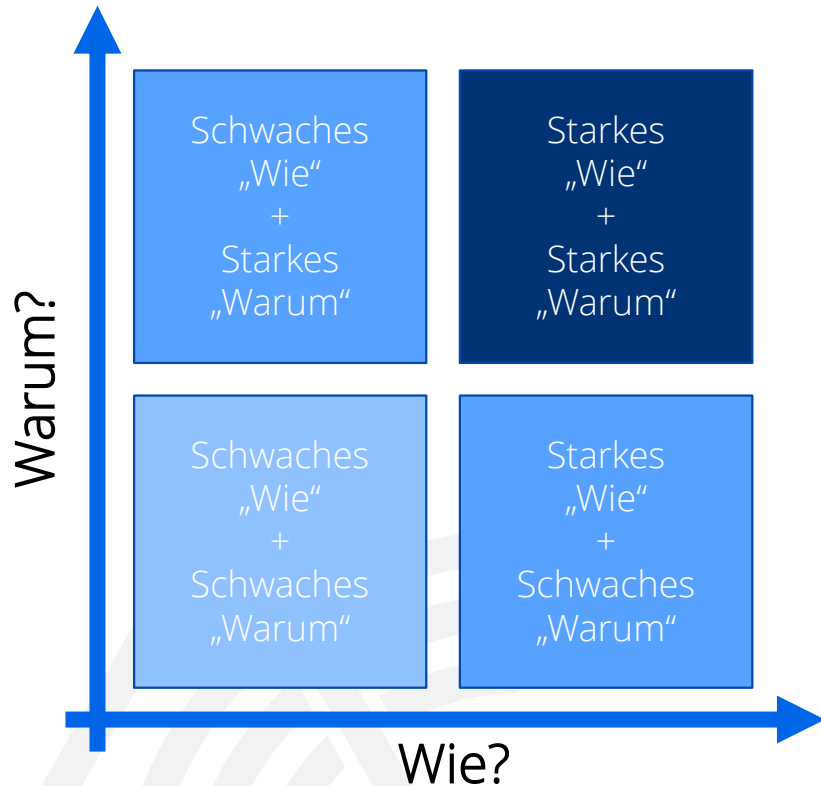 Warum?
Schwaches
„Wie“
+
Starkes
„Warum“
Starkes
„Wie“
+
Starkes
„Warum“
Schwaches
„Wie“
+
Schwaches
„Warum“
Starkes
„Wie“
+
Schwaches
„Warum“
Wie?